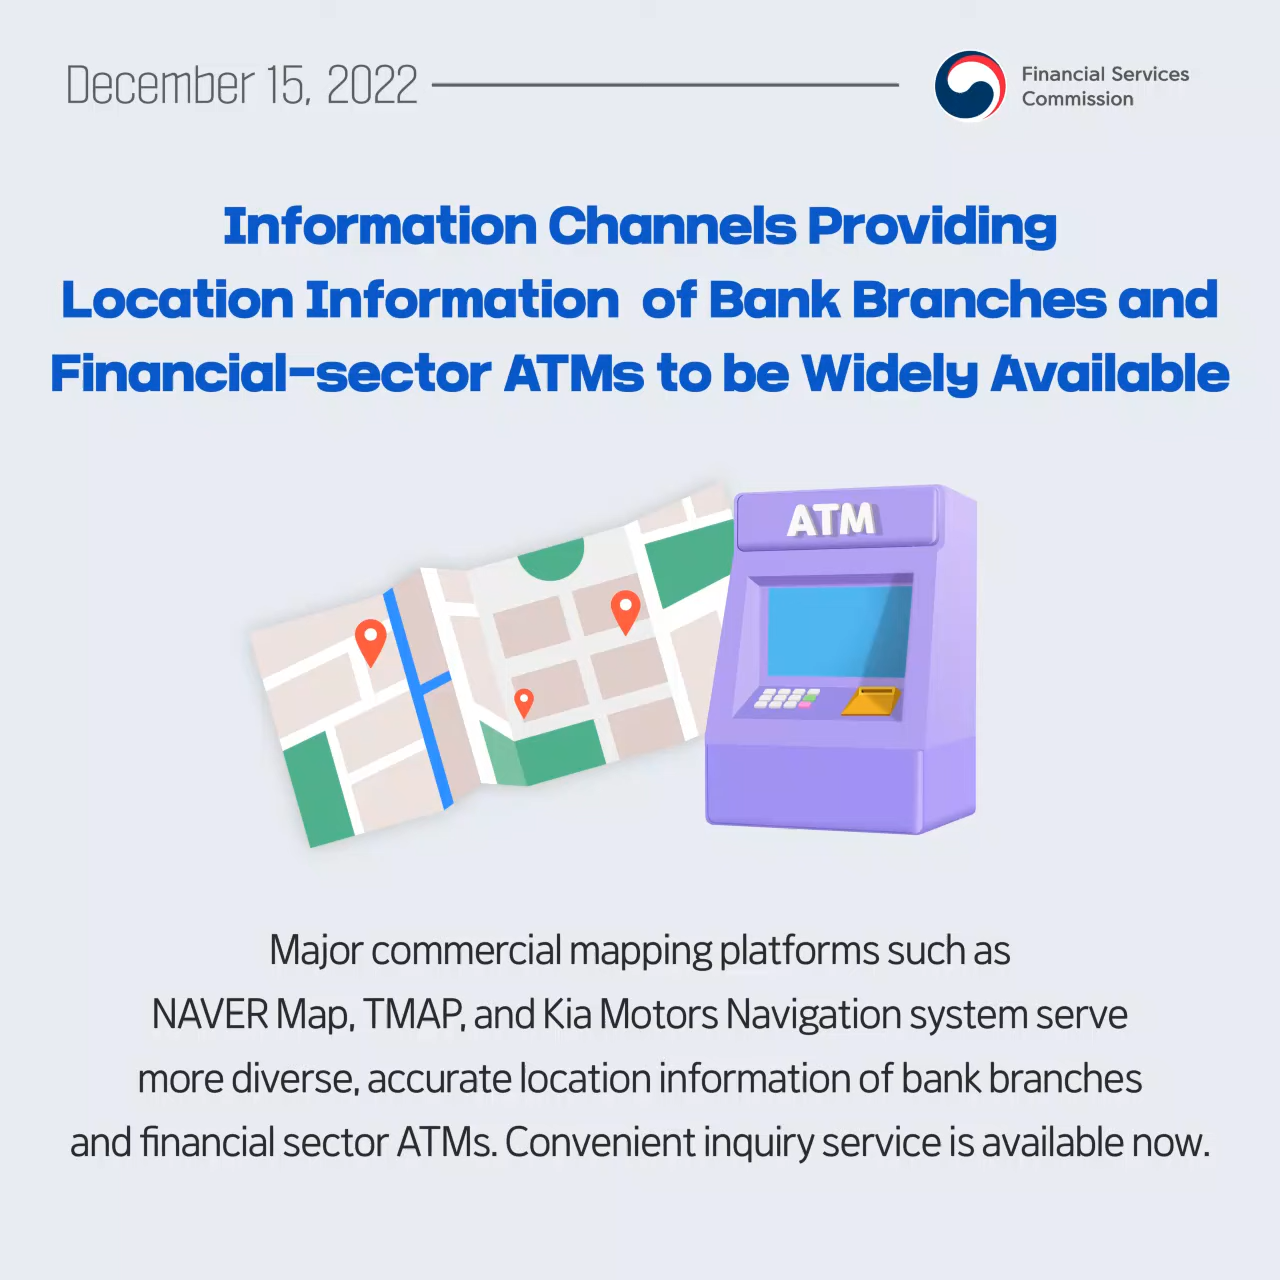 December 15, 2022
Financial Services
Commission
Information Channels Providing
Location Information of Bank Branches and
Financial-sector ATMs to be Widely Available
ATM
Major commercial mapping platforms such as
NAVER Map, TMAP, and Kia Motors Navigation system serve
more diverse, accurate location information of bank branches
and financial sector ATMs. Convenient inquiry service is available now.